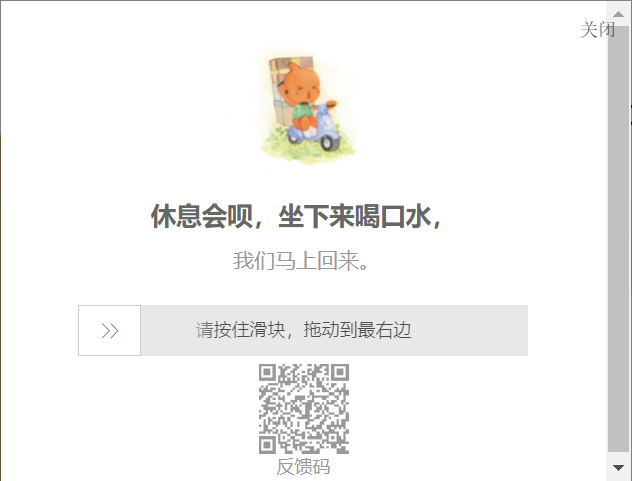 关闭
休息会呗，坐下来喝口水，
我们马上回来。
请按住滑块，拖动到最右边
反馈码